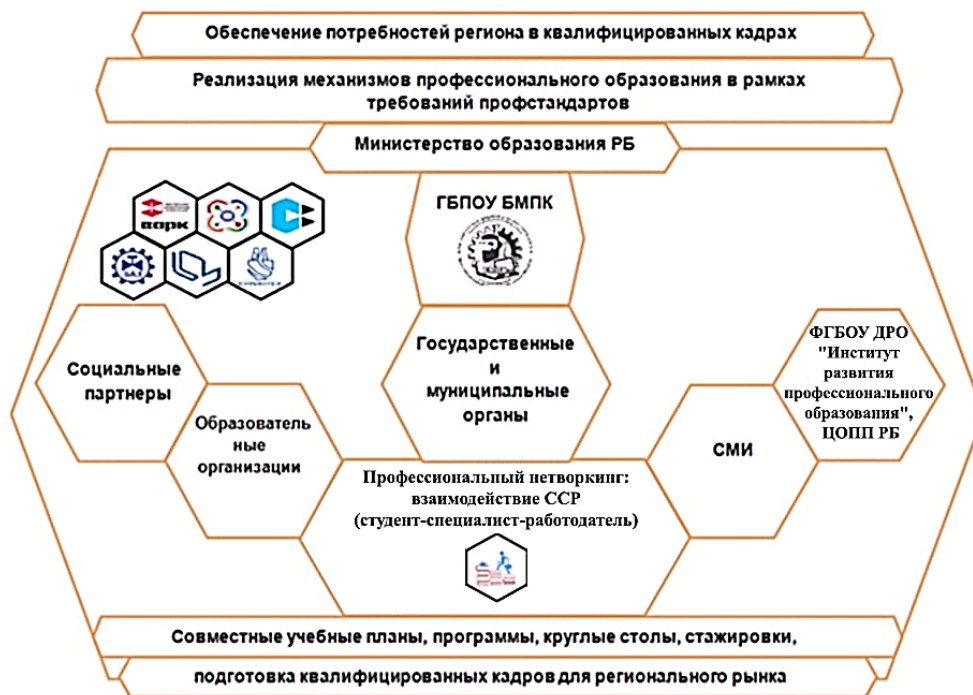 Обеспечение потребностей региона в квалифицированных кадрах
Реализация механизмов профессионального образования в рамках
требований профстандартов
Министерство образования РБ
ГБПОУ БМПК
ВОРК
Социальные
партнеры
Образователь
ные
организации
Государственные
и
муниципальные
органы
СМИ
ФГБОУ ДРО
"Институт
развития
профессионального
образования",
ЦОПП РБ
Профессиональный нетворкинг:
взаимодействие ССР
(студент-специалист-работодатель)
Совместные учебные планы, программы, круглые столы, стажировки,
подготовка квалифицированных кадров для регионального рынка